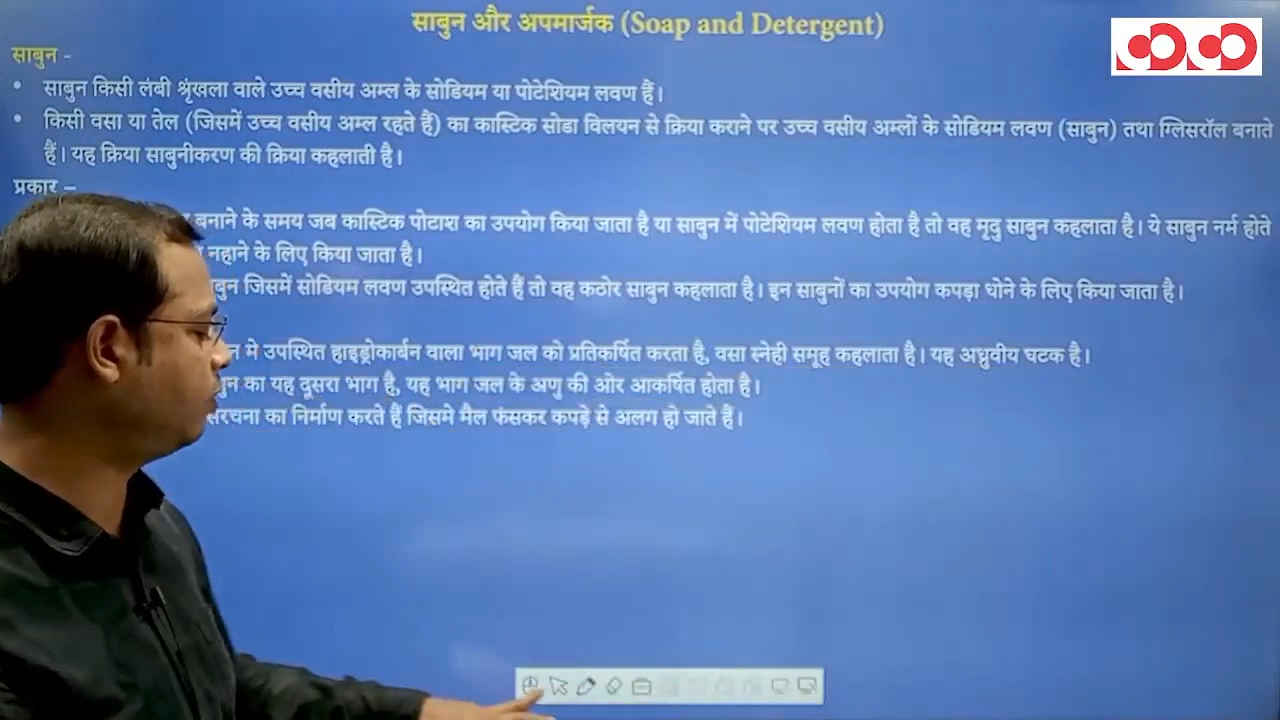 साबुन और अपमार्जक (Soap and Detergent)
साबुन -
• साबुन किसी लंबी श्रृंखला वाले उच्च वसीय अम्ल के सोडियम या पोटेशियम लवण हैं।
• किसी वसा या तेल (जिसमें उच्च वसीय अम्ल रहते हैं) का कास्टिक सोडा विलयन से क्रिया कराने पर उच्च वसीय अम्लों के सोडियम लवण (साबुन) तथा ग्लिसरॉल बनाते
हैं। यह क्रिया साबुनीकरण की क्रिया कहलाती है।
प्रकार –
बनाने के समय जब कास्टिक पोटाश का उपयोग किया जाता है या साबुन में पोटेशियम लवण होता है तो वह मृदु साबुन कहलाता है। ये साबुन नर्म होते
नहाने के लिए किया जाता है।
जिसमें सोडियम लवण उपस्थित होते हैं तो वह कठोर साबुन कहलाता है। इन साबुनों का उपयोग कपड़ा धोने के लिए किया जाता है।
मे उपस्थित हाइड्रोकार्बन वाला भाग जल को प्रतिकर्षित करता है, वसा स्नेही समूह कहलाता है। यह अध्रुवीय घटक है।
का यह दूसरा भाग है, यह भाग जल के अणु की ओर आकर्षित होता है।
का निर्माण करते हैं जिसमे मैल फंसकर कपड़े से अलग हो जाते हैं।